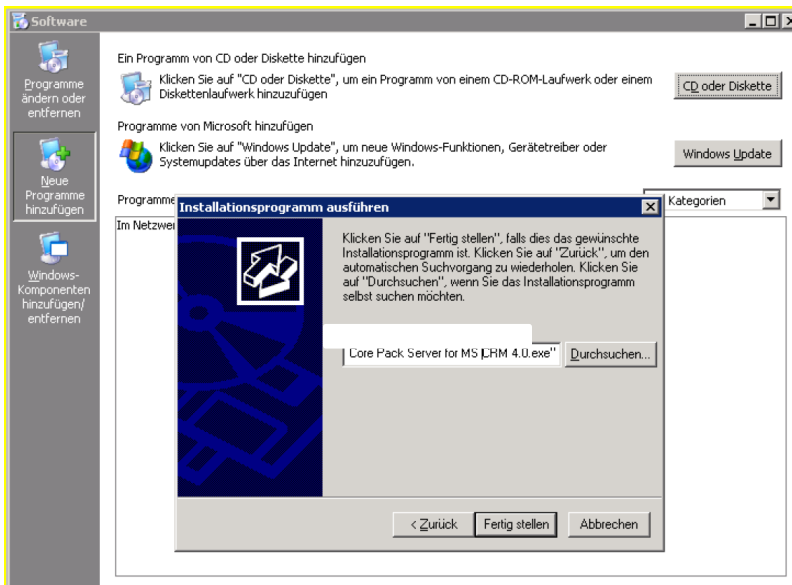 Software
Programme
ändern oder
entfernen
Neue
Programme
hinzufügen
Windows-
Komponenten
hinzufügen/
entfernen
Ein Programm von CD oder Diskette hinzufügen
Klicken Sie auf "CD oder Diskette", um ein Programm von einem CD-ROM-Laufwerk oder einem
Diskettenlaufwerk hinzuzufügen
CD oder Diskette
Programme von Microsoft hinzufügen
Klicken Sie auf "Windows Update", um neue Windows-Funktionen, Gerätetreiber oder
Systemupdates über das Internet hinzuzufügen.
Windows Update
Programme
Kategorien
Im Netzwer
Installationsprogramm ausführen
Klicken Sie auf "Fertig stellen", falls dies das gewünschte
Installationsprogramm ist. Klicken Sie auf "Zurück", um den
automatischen Suchvorgang zu wiederholen. Klicken Sie
auf "Durchsuchen", wenn Sie das Installationsprogramm
selbst suchen möchten.
Core Pack Server for MS CRM 4.0.exe"
Durchsuchen...
< Zurück
Fertig stellen
Abbrechen